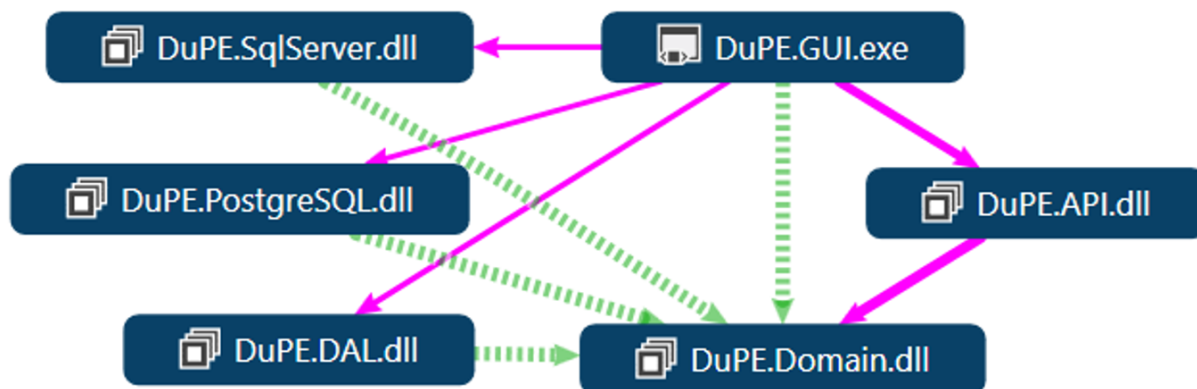 DuPE.SqlServer.dll
DuPE.GUI.exe
DuPE.PostgreSQL.dll
DuPE.API.dll
DuPE.DAL.dll
DuPE.Domain.dll